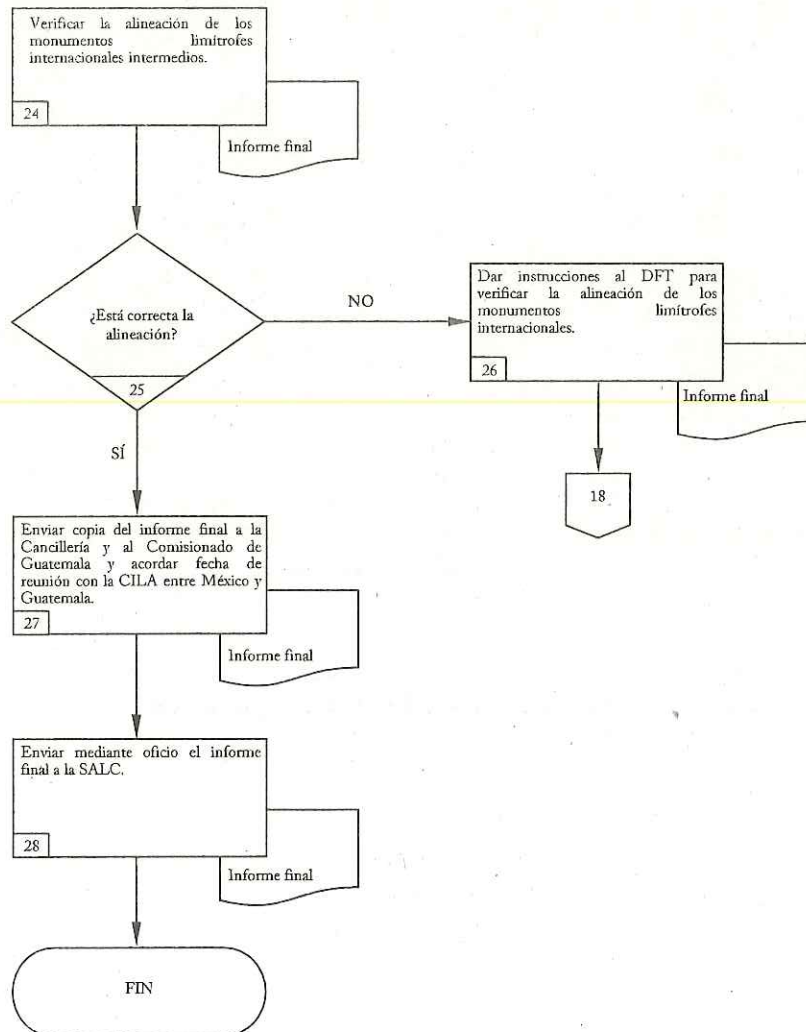 Verificar la alineación de los
monumentos limítrofes
internacionales intermedios.
24
Informe final
¿Está correcta la
alineación?
25
NO
Dar instrucciones al DFT para
verificar la alineación de los
monumentos limítrofes
internacionales.
26
Informe final
18
SÍ
Enviar copia del informe final a la
Cancillería y al Comisionado de
Guatemala y acordar fecha de
reunión con la CILA entre México y
Guatemala.
27
Informe final
Enviar mediante oficio el informe
final a la SALC.
28
Informe final
FIN